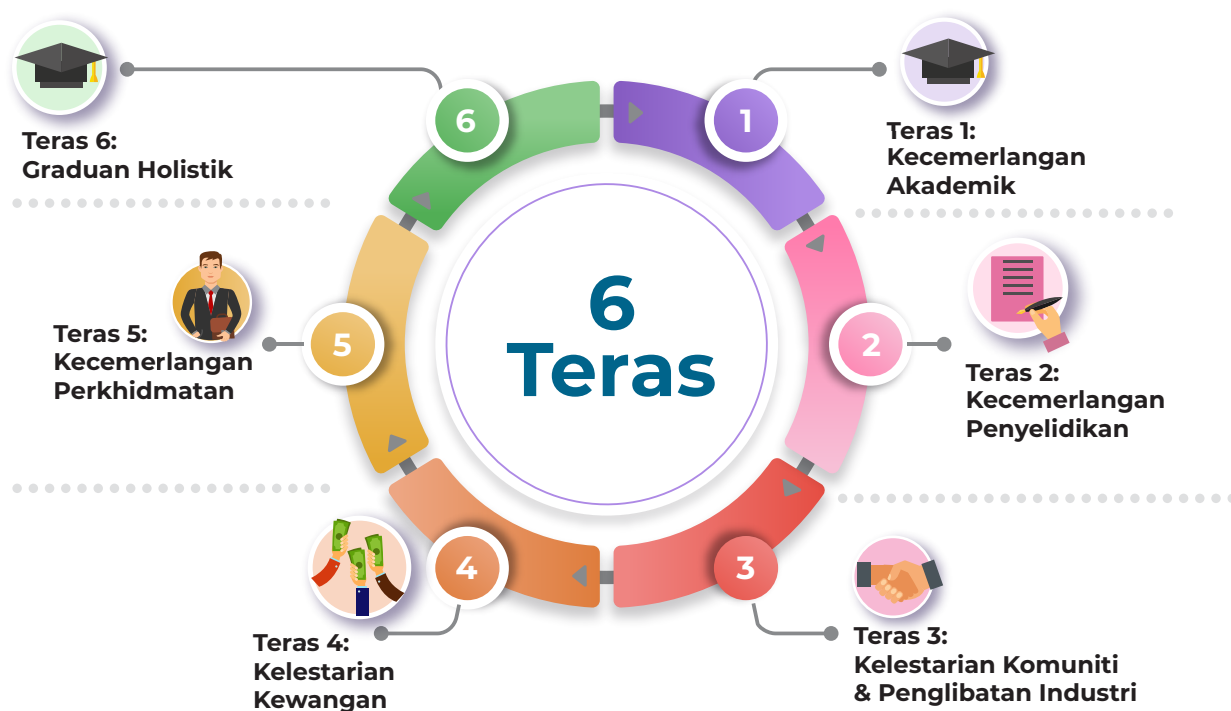 6
Teras
1
Teras 1:
Kecemerlangan
Akademik
2
Teras 2:
Kecemerlangan
Penyelidikan
3
Teras 3:
Kelestarian Komuniti
& Penglibatan Industri
4
Teras 4:
Kelestarian
Kewangan
5
Teras 5:
Kecemerlangan
Perkhidmatan
6
Teras 6:
Graduan Holistik